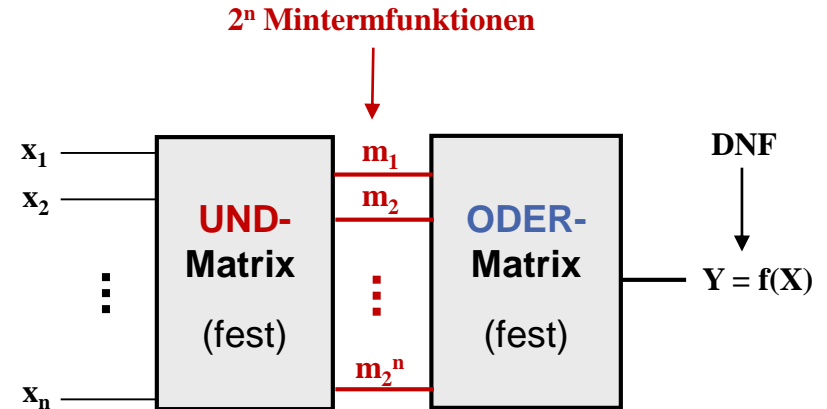 2ⁿ Mintermfunktionen
x₁
x₂
⋮
xₙ
UND-
Matrix
(fest)
m₁
m₂
⋮
m₂ⁿ
ODER-
Matrix
(fest)
DNF
Y = f(X)